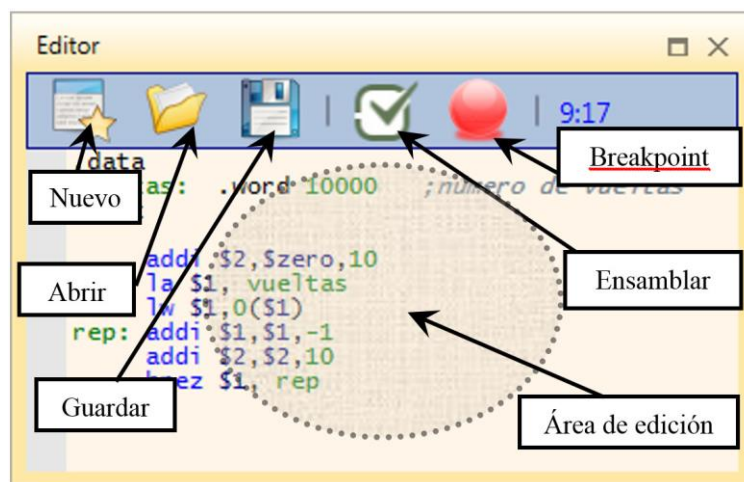 Editor
9:17
Breakpoint
data
as: .word 10000 ;número de vueltas
Nuevo
addi $2,$zero,10
Ensamblar
Abrir
la $1, vueltas
lw $1,0($1)
rep: addi $1,$1,-1
addi $2,$2,10
$1, rep
Guardar
Área de edición